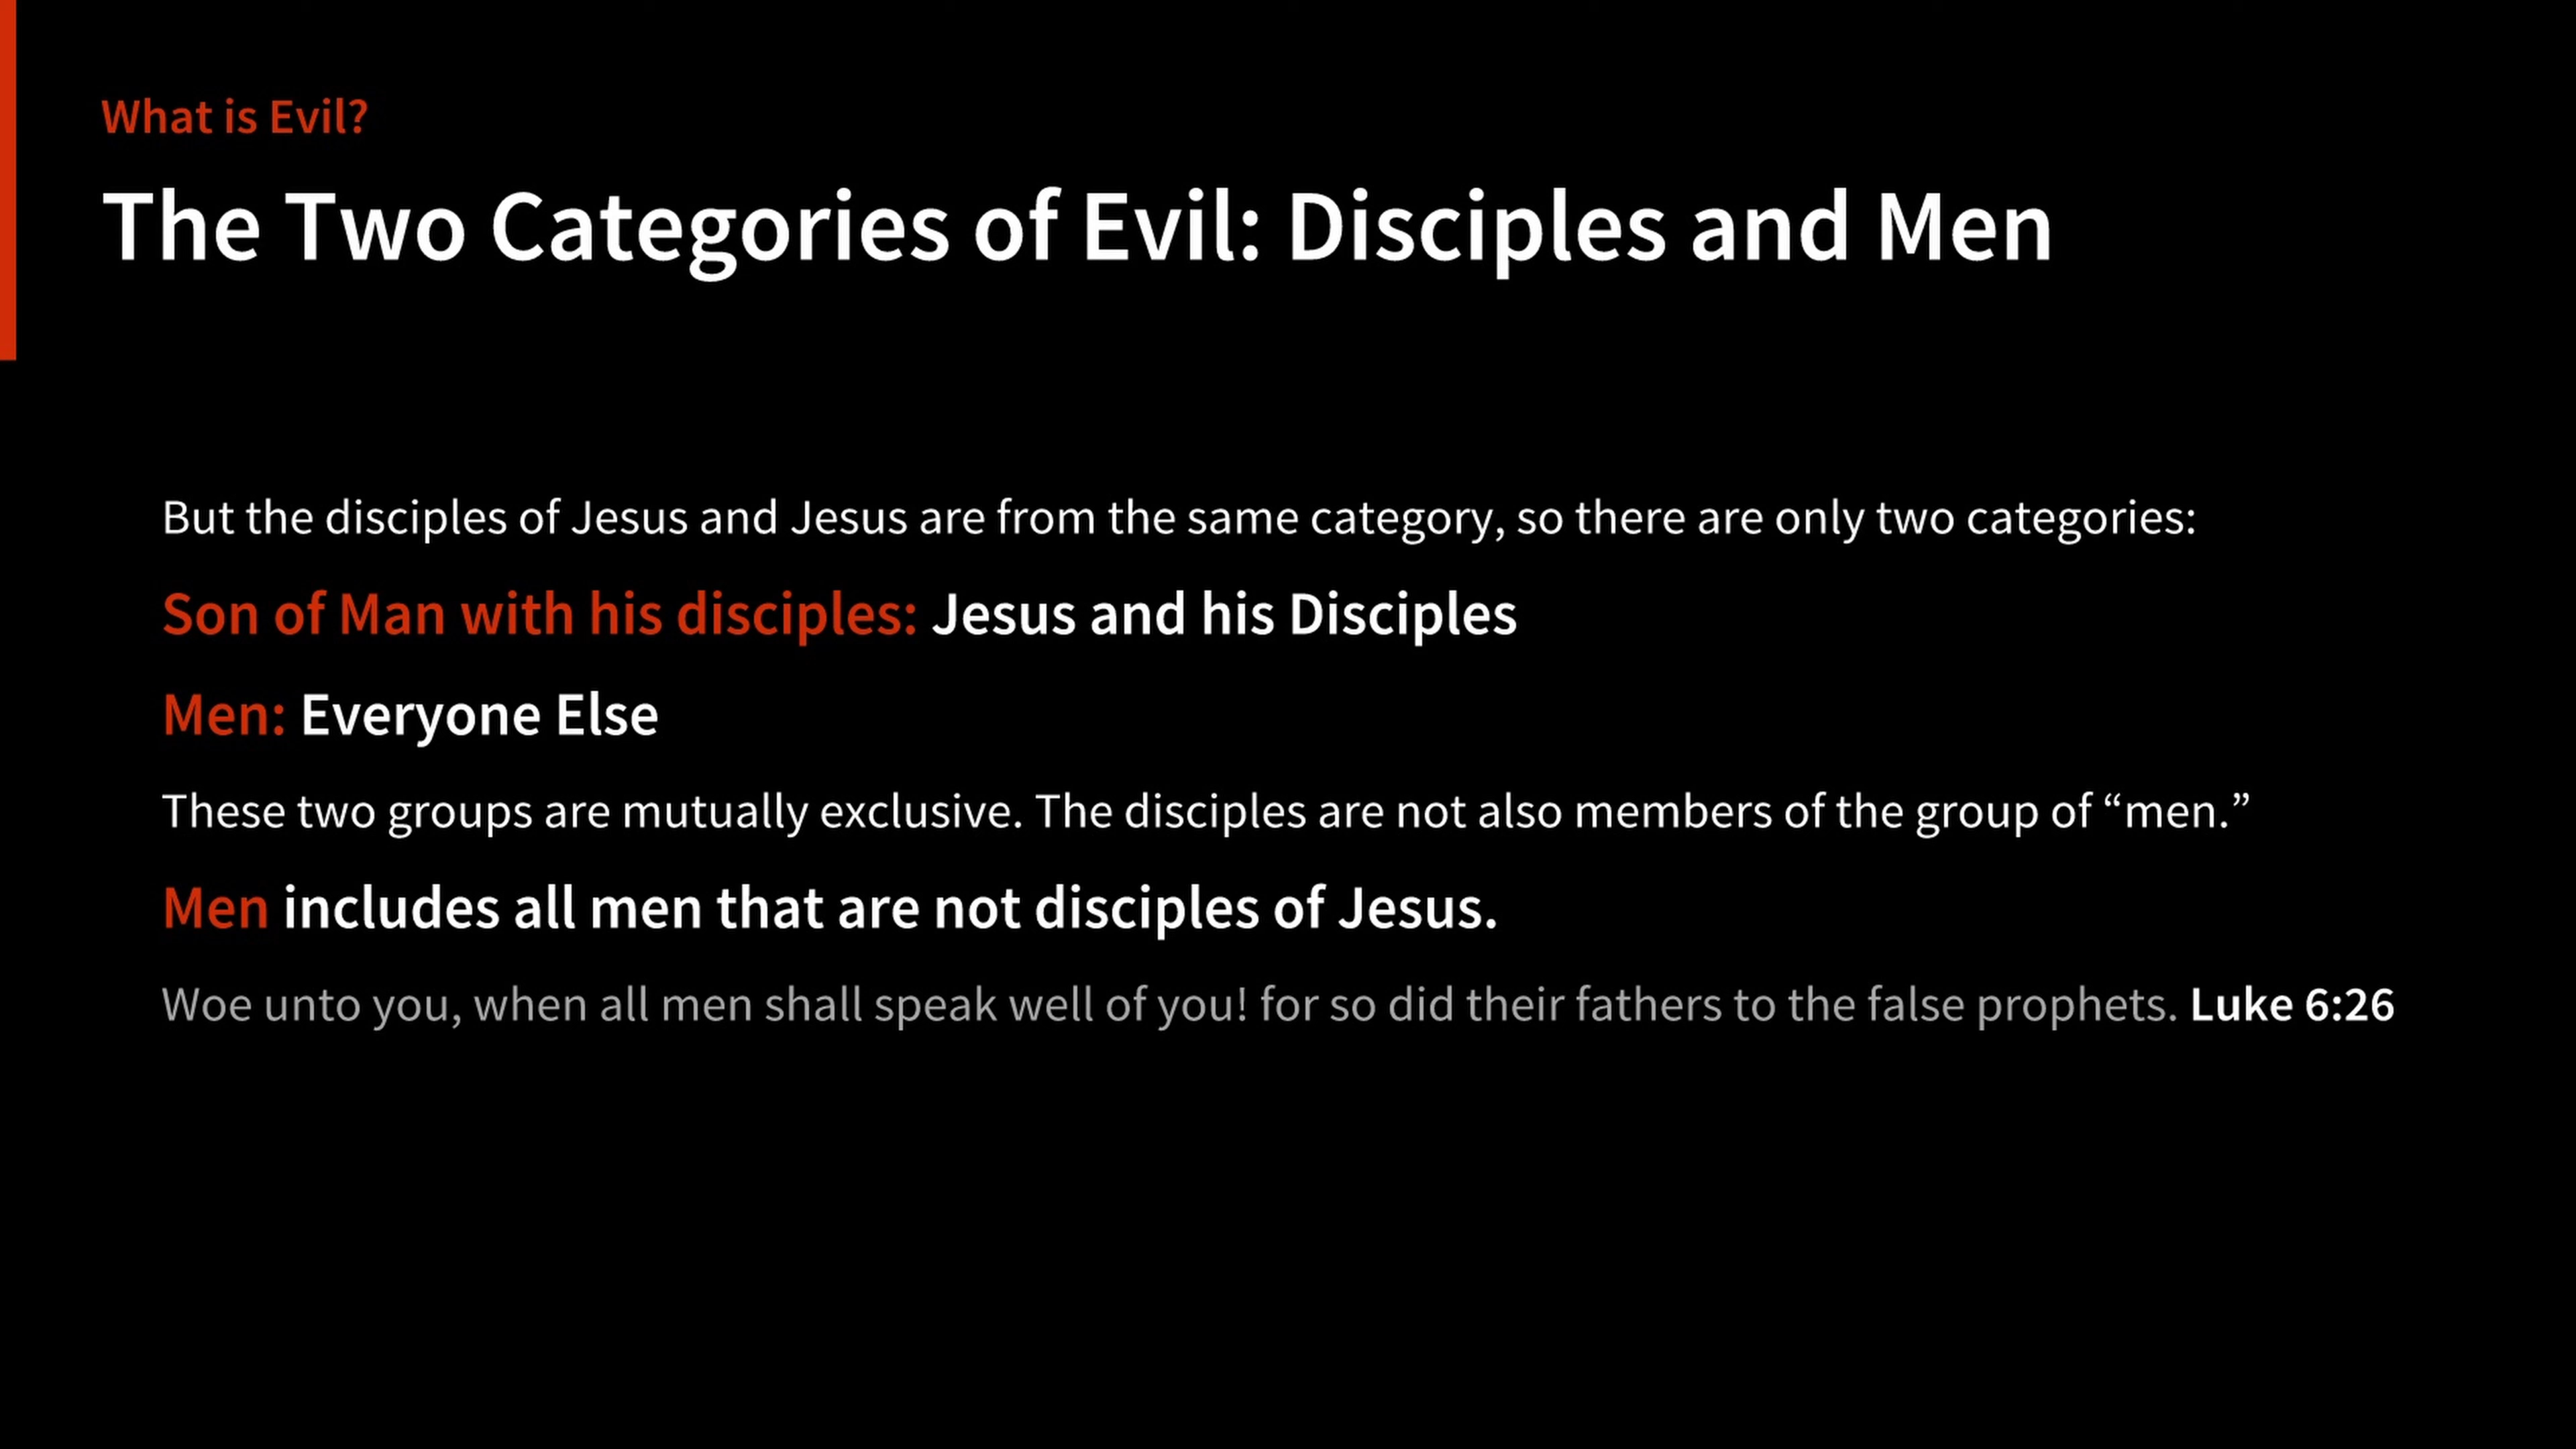 What is Evil?
The Two Categories of Evil: Disciples and Men
But the disciples of Jesus and Jesus are from the same category, so there are only two categories:
Son of Man with his disciples: Jesus and his Disciples
Men: Everyone Else
These two groups are mutually exclusive. The disciples are not also members of the group of “men.”
Men includes all men that are not disciples of Jesus.
Woe unto you, when all men shall speak well of you! for so did their fathers to the false prophets. Luke 6:26